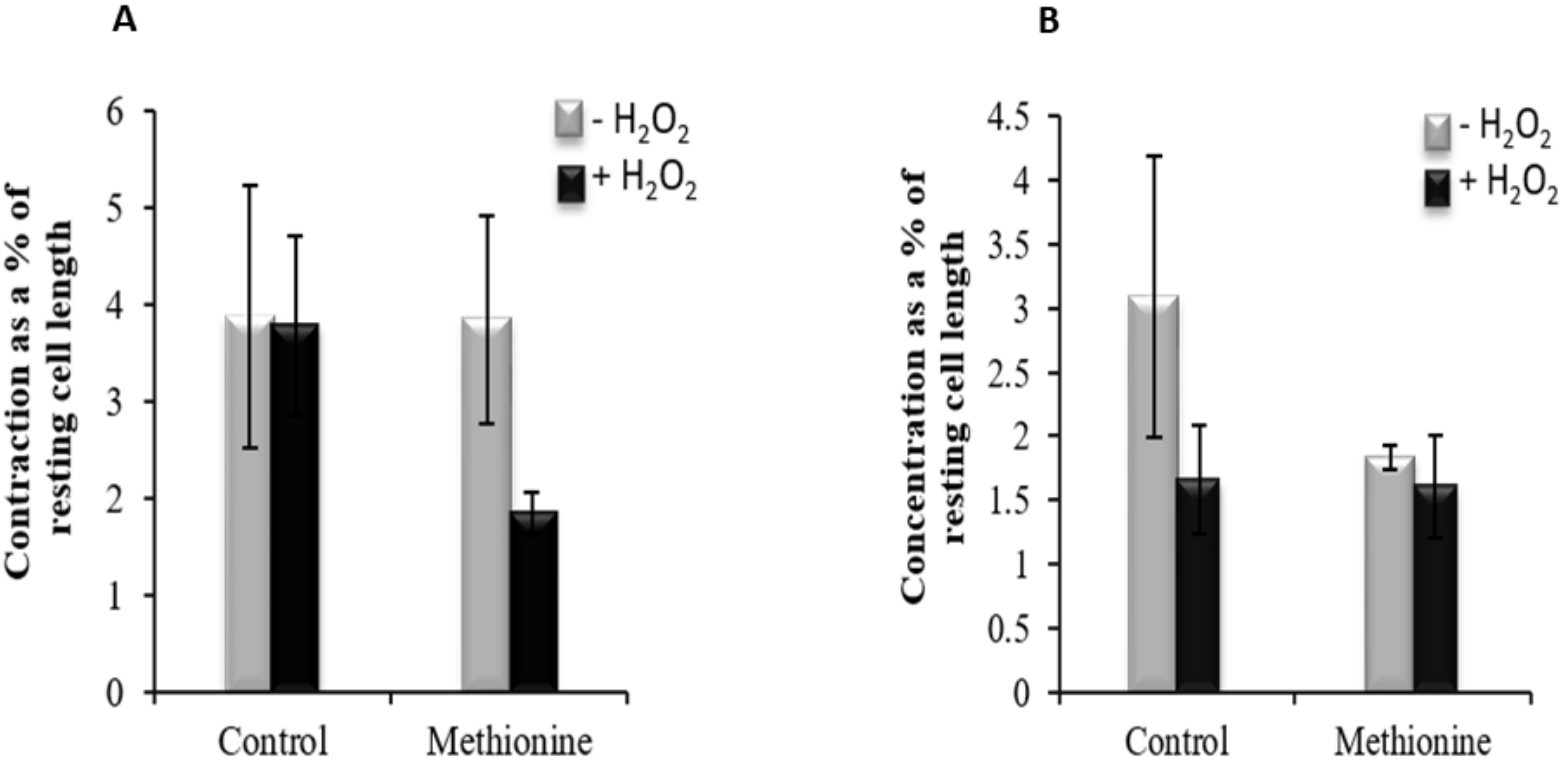 A
Contraction as a % of
resting cell length
6
5
4
3
2
1
0
- H₂O₂
+ H₂O₂
Control
Methionine
B
Concentration as a % of
resting cell length
4.5
4
3.5
3
2.5
2
1.5
1
0.5
0
- H₂O₂
+ H₂O₂
Control
Methionine